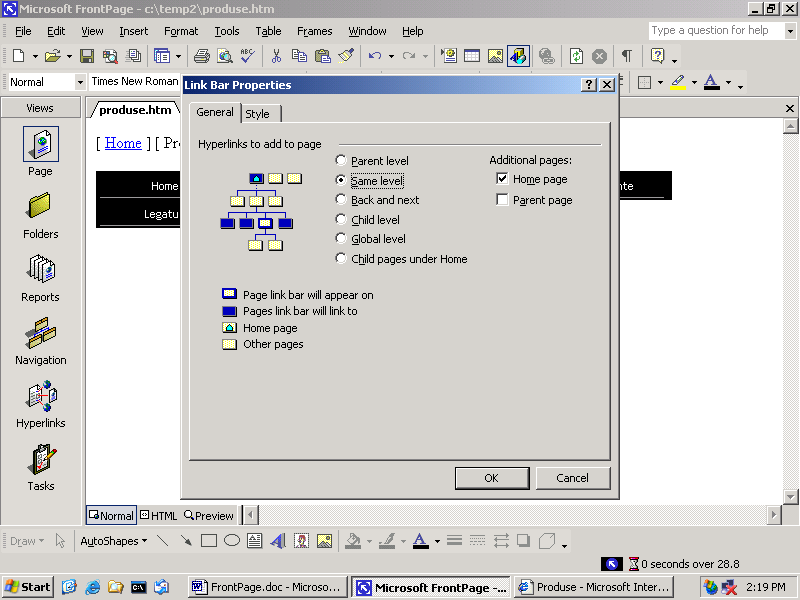 Microsoft FrontPage - c:\temp2\produse.htm
File Edit View Insert Format Tools Table Frames Window Help
Type a question for help
Normal
Times New Roman
Link Bar Properties
Views
produse.htm
General Style
[ Home ] [ Pr
Hyperlinks to add to page
Parent level
Same level
Back and next
Child level
Global level
Child pages under Home
Additional pages:
Home page
Parent page
Home
nte
Legatu
Page link bar will appear on
Pages link bar will link to
Home page
Other pages
OK Cancel
Page
Folders
Reports
Navigation
Hyperlinks
Tasks
Normal HTML Preview
Draw AutoShapes
0 seconds over 28.8
Start
FrontPage.doc - Microso...
Microsoft FrontPage -...
Produse - Microsoft Inter...
2:19 PM